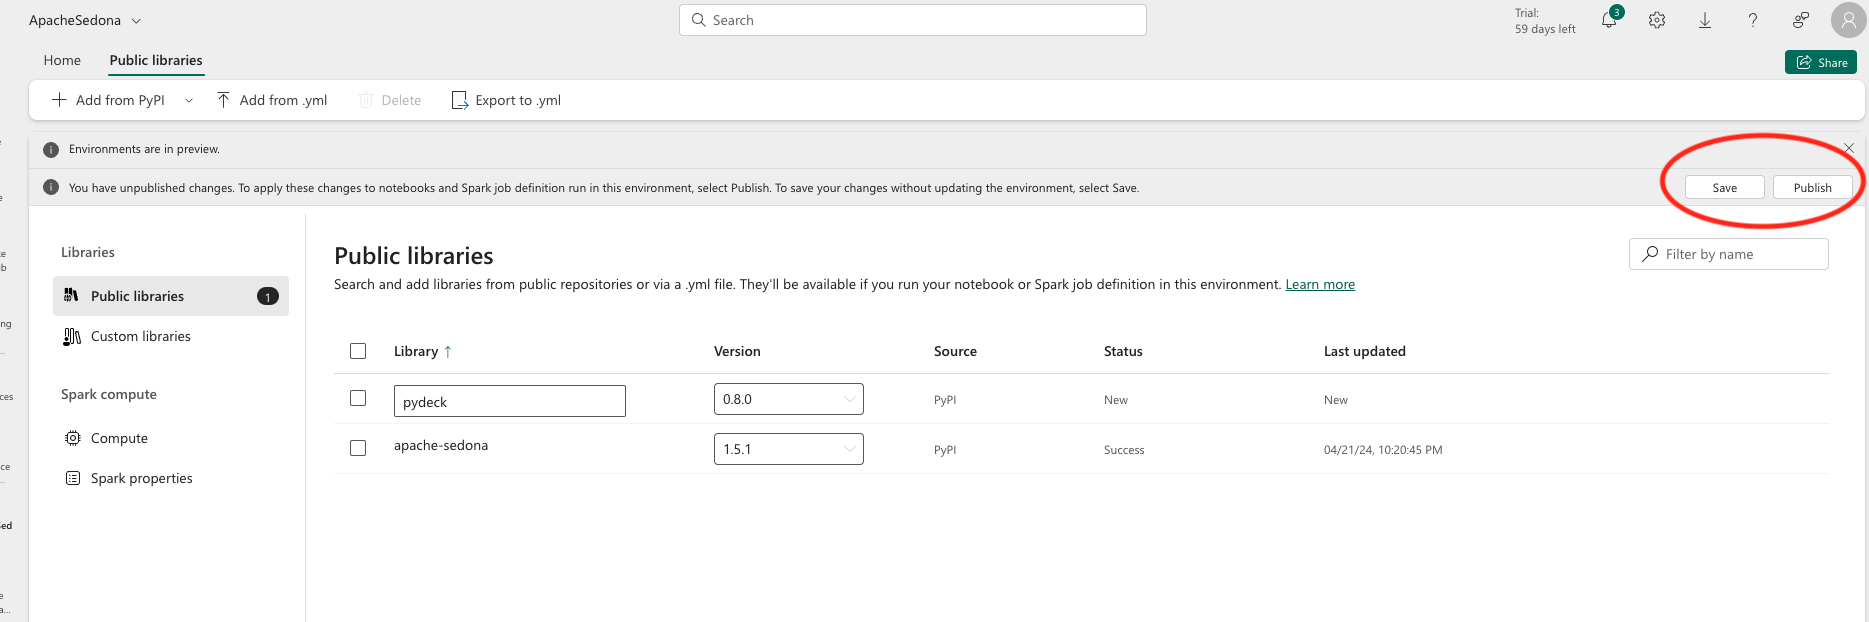 ApacheSedona
Search
Trial:
59 days left
3
Home
Public libraries
Share
Add from PyPI
Add from .yml
Delete
Export to .yml
Environments are in preview.
You have unpublished changes. To apply these changes to notebooks and Spark job definition run in this environment, select Publish. To save your changes without updating the environment, select Save.
Save
Publish
Libraries
Public libraries
1
Custom libraries
Spark compute
Compute
Spark properties
Public libraries
Filter by name
Search and add libraries from public repositories or via a .yml file. They'll be available if you run your notebook or Spark job definition in this environment. Learn more
Library ↑ Version Source Status Last updated
pydeck 0.8.0 PyPI New New
apache-sedona 1.5.1 PyPI Success 04/21/24, 10:20:45 PM